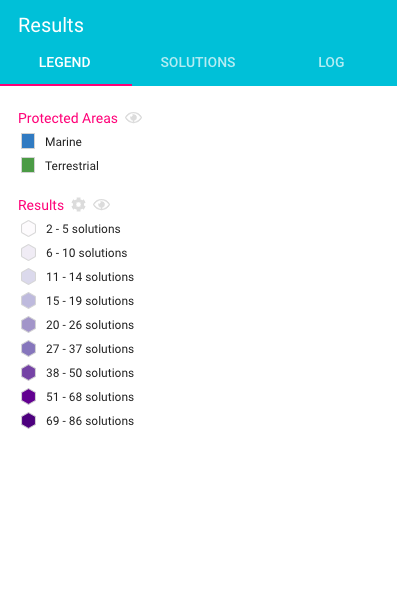 Results
LEGEND SOLUTIONS LOG
Protected Areas
Marine
Terrestrial
Results
2 - 5 solutions
6 - 10 solutions
11 - 14 solutions
15 - 19 solutions
20 - 26 solutions
27 - 37 solutions
38 - 50 solutions
51 - 68 solutions
69 - 86 solutions